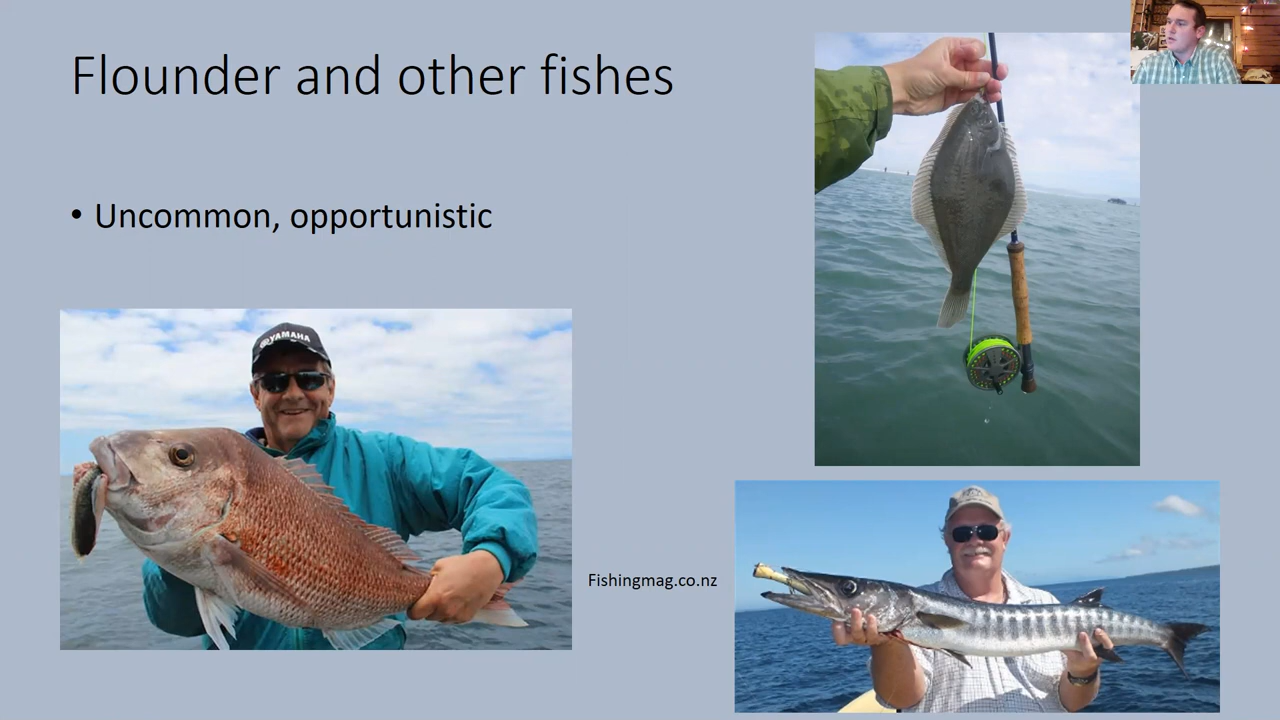 Flounder and other fishes
• Uncommon, opportunistic
YAMAHA
Fishingmag.co.nz